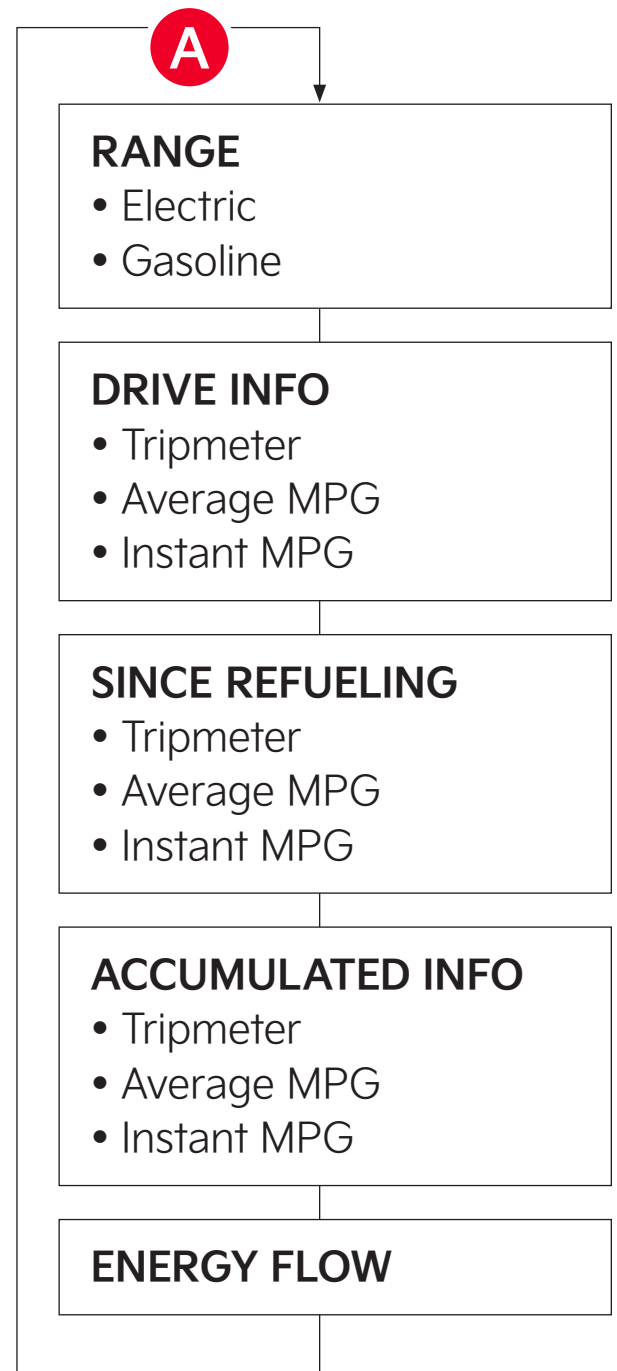 A
RANGE
• Electric
• Gasoline
DRIVE INFO
• Tripmeter
• Average MPG
• Instant MPG
SINCE REFUELING
• Tripmeter
• Average MPG
• Instant MPG
ACCUMULATED INFO
• Tripmeter
• Average MPG
• Instant MPG
ENERGY FLOW